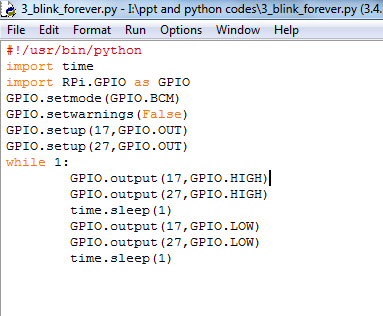 3_blink_forever.py - I:\ppt and python codes\3_blink_forever.py (3.4.
File Edit Format Run Options Window Help
#!/usr/bin/python
import time
import RPi.GPIO as GPIO
GPIO.setmode(GPIO.BCM)
GPIO.setwarnings(False)
GPIO.setup(17,GPIO.OUT)
GPIO.setup(27,GPIO.OUT)
while 1:
        GPIO.output(17,GPIO.HIGH)
        GPIO.output(27,GPIO.HIGH)
        time.sleep(1)
        GPIO.output(17,GPIO.LOW)
        GPIO.output(27,GPIO.LOW)
        time.sleep(1)